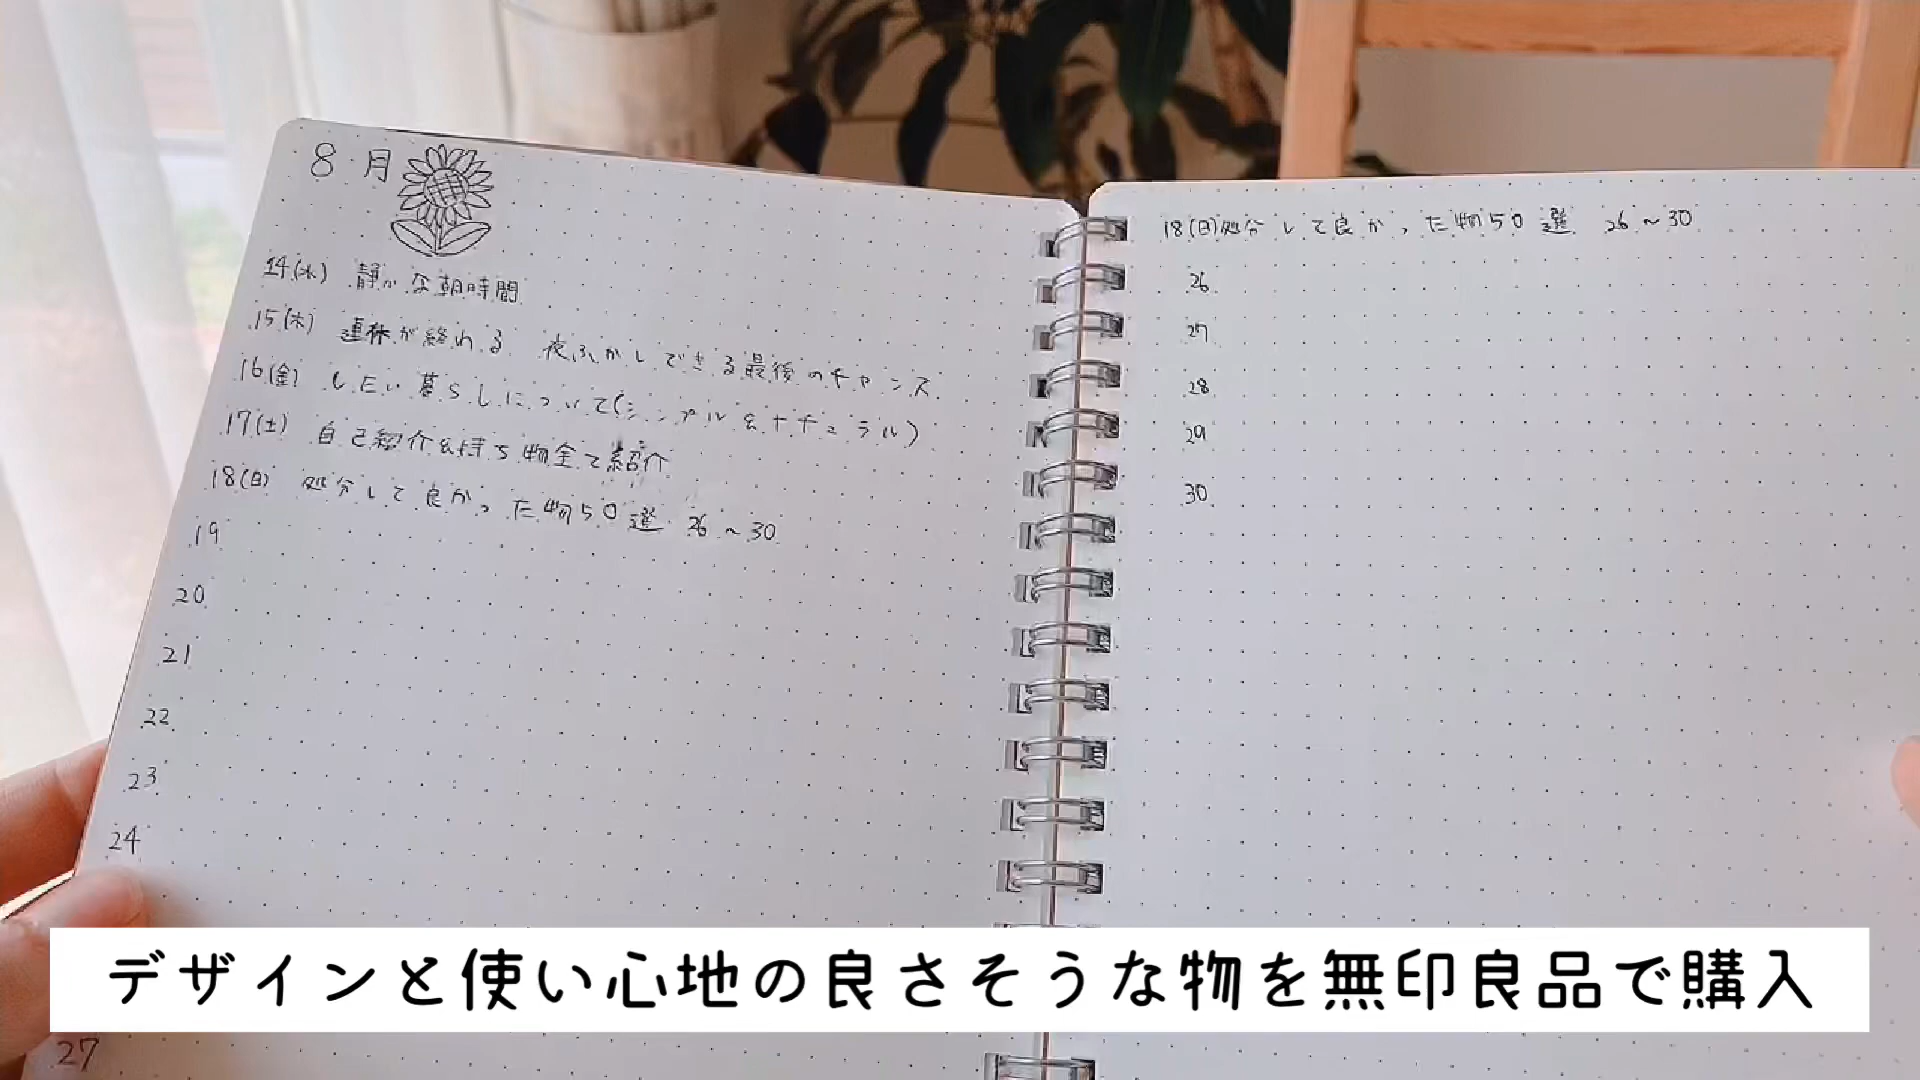 8月
14(水) 静かな朝時間
15(木) 連休が終わる 夜ふかしできる最後のチャンス
16(金) したい暮らしについて(シンプル&ナチュラル)
17(土) 自己紹介&持ち物全て紹介
18(日) 処分して良かった物50選 26~30
19
20
21
22
23
24
27
18(日)処分して良かった物50選 26~30
26
27
28
29
30
デザインと使い心地の良さそうな物を無印良品で購入